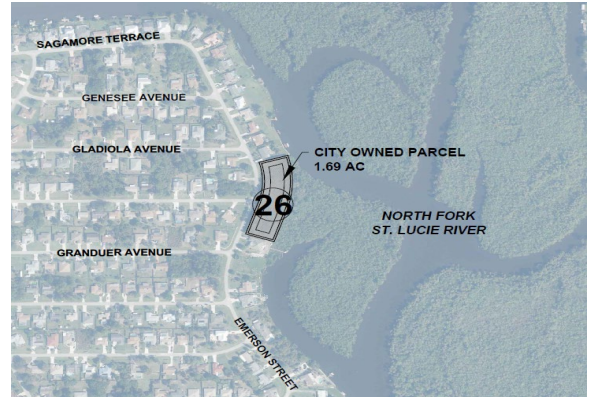 SAGAMORE TERRACE
GENESEE AVENUE
GLADIOLA AVENUE
CITY OWNED PARCEL
1.69 AC
26
NORTH FORK
ST. LUCIE RIVER
GRANDUER AVENUE
EMERSON STREET